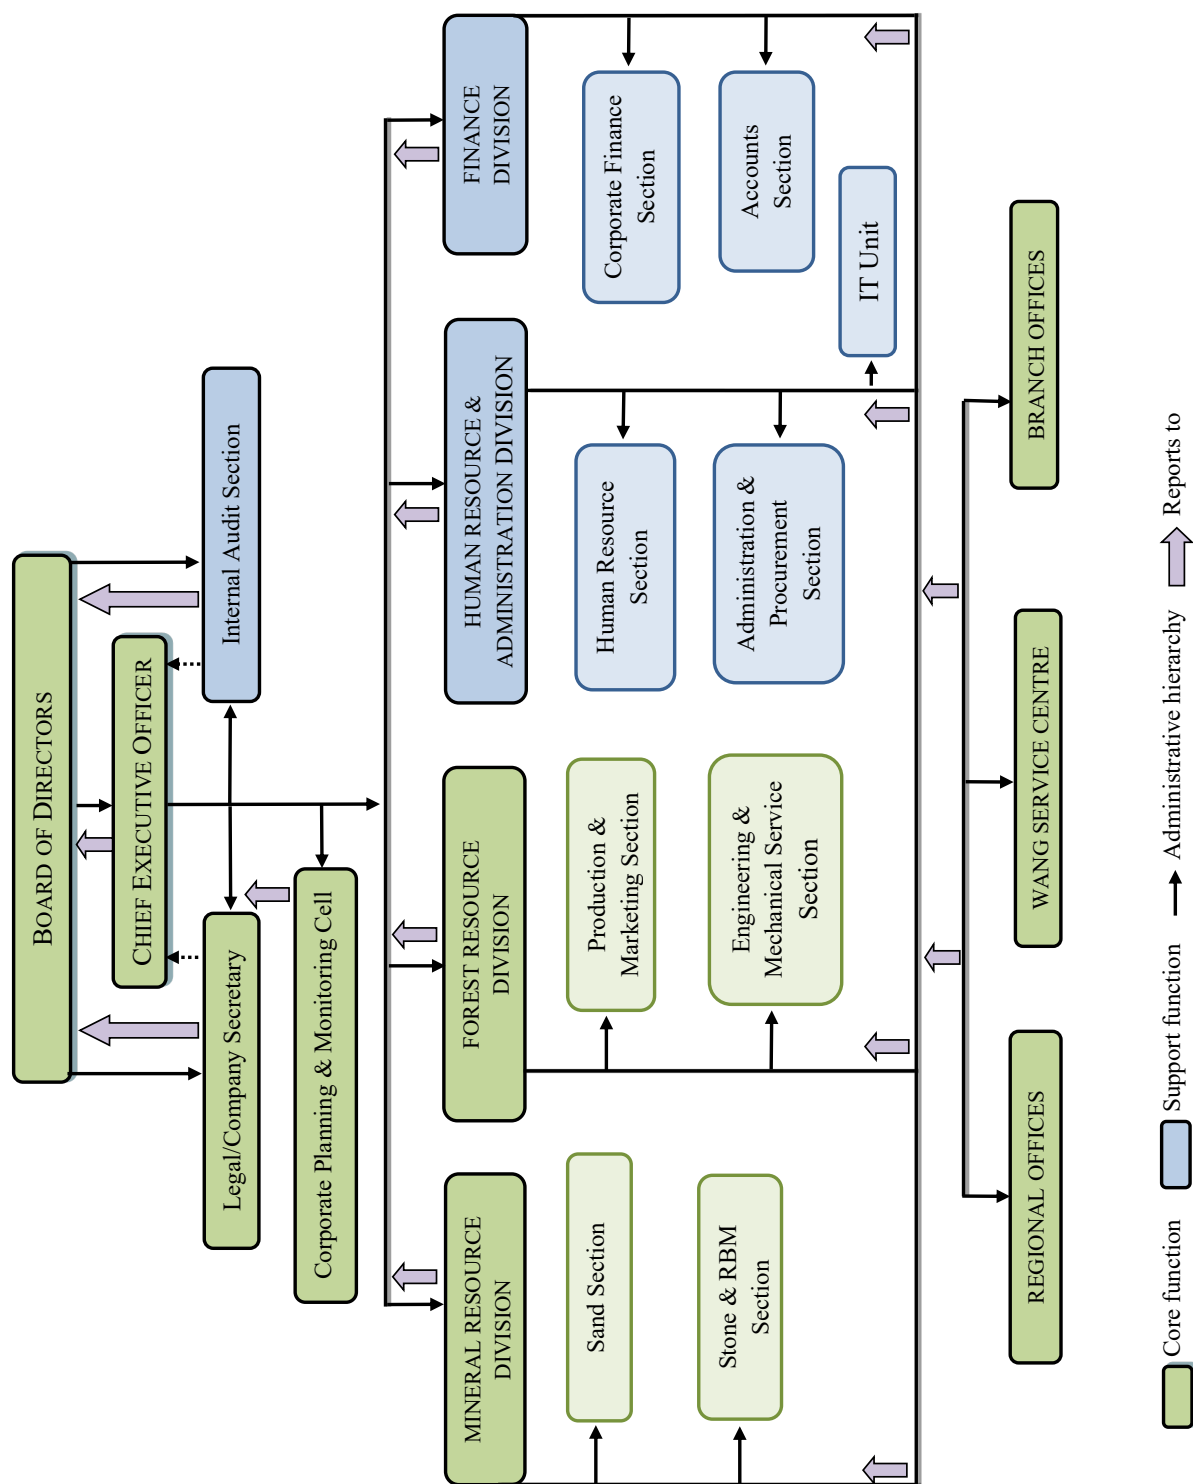 BOARD OF DIRECTORS
CHIEF EXECUTIVE OFFICER
Legal/Company Secretary
Internal Audit Section
Corporate Planning & Monitoring Cell
MINERAL RESOURCE
DIVISION
FOREST RESOURCE
DIVISION
HUMAN RESOURCE &
ADMINISTRATION DIVISION
FINANCE
DIVISION
Sand Section
Production &
Marketing Section
Human Resource
Section
Corporate Finance
Section
Stone & RBM
Section
Engineering &
Mechanical Service
Section
Administration &
Procurement
Section
Accounts
Section
IT Unit
REGIONAL OFFICES
WANG SERVICE CENTRE
BRANCH OFFICES
Core function
Support function
Administrative hierarchy
Reports to